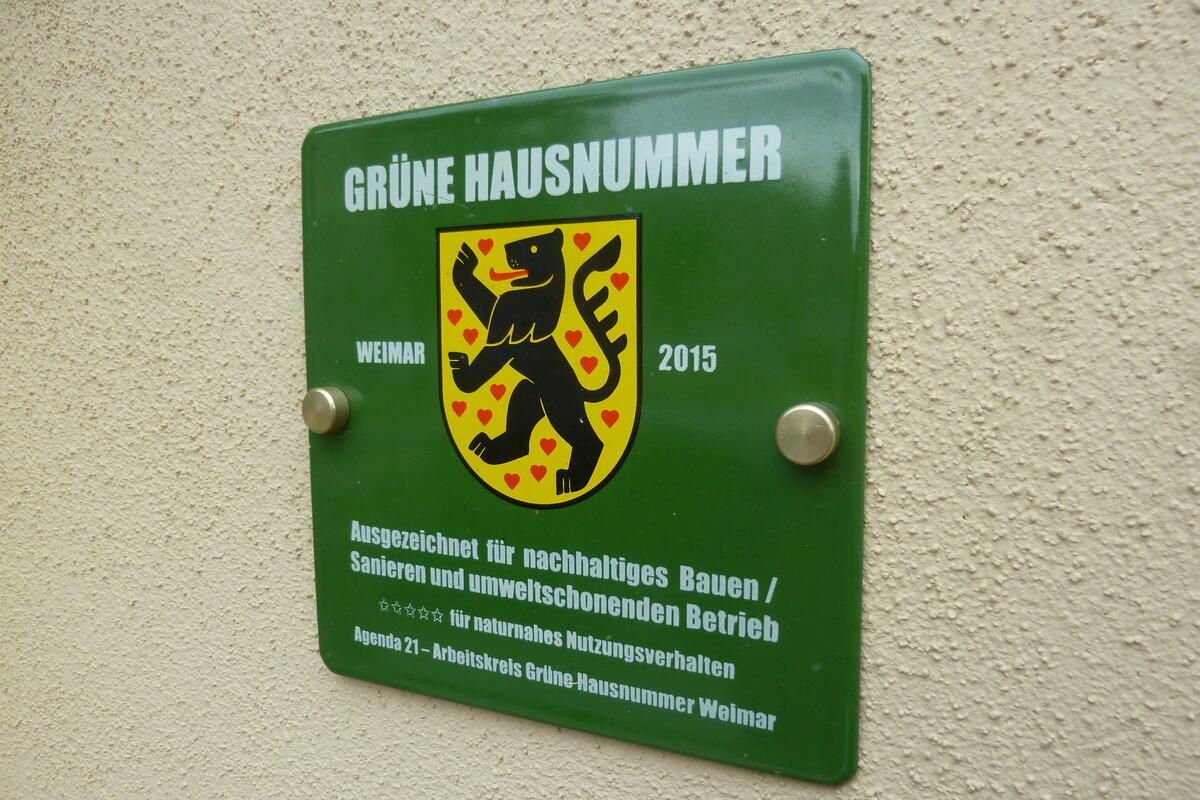 GRÜNE HAUSNUMMER
WEIMAR 2015
Ausgezeichnet für nachhaltiges Bauen /
Sanieren und umweltschonenden Betrieb
☆☆☆☆☆ für naturnahes Nutzungsverhalten
Agenda 21 – Arbeitskreis Grüne Hausnummer Weimar